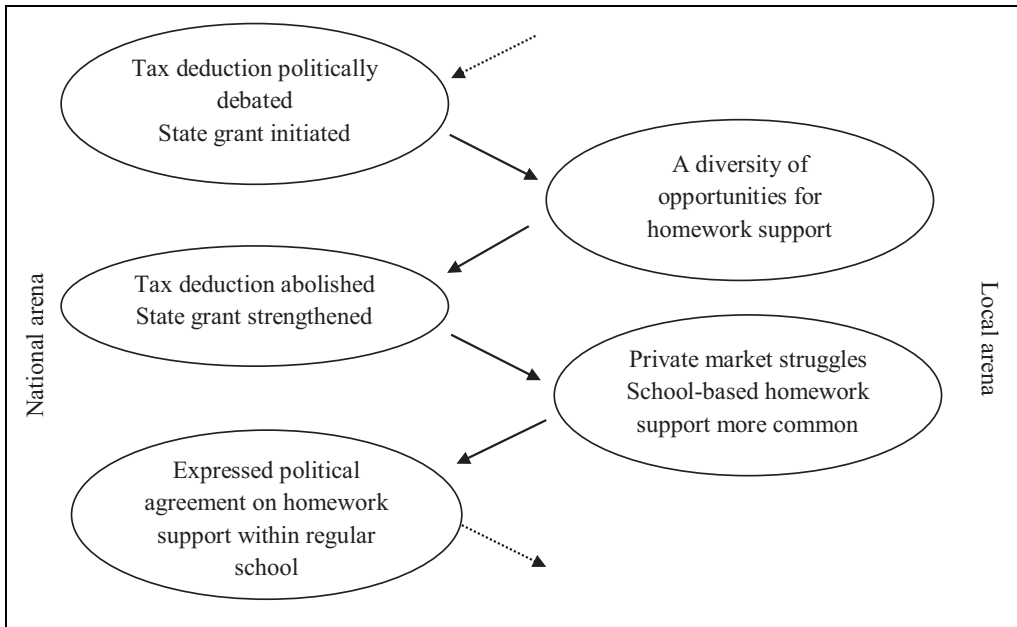 Tax deduction politically
debated
State grant initiated
A diversity of
opportunities for
homework support
Tax deduction abolished
State grant strengthened
Private market struggles
School-based homework
support more common
Expressed political
agreement on homework
support within regular
school
National arena
Local arena